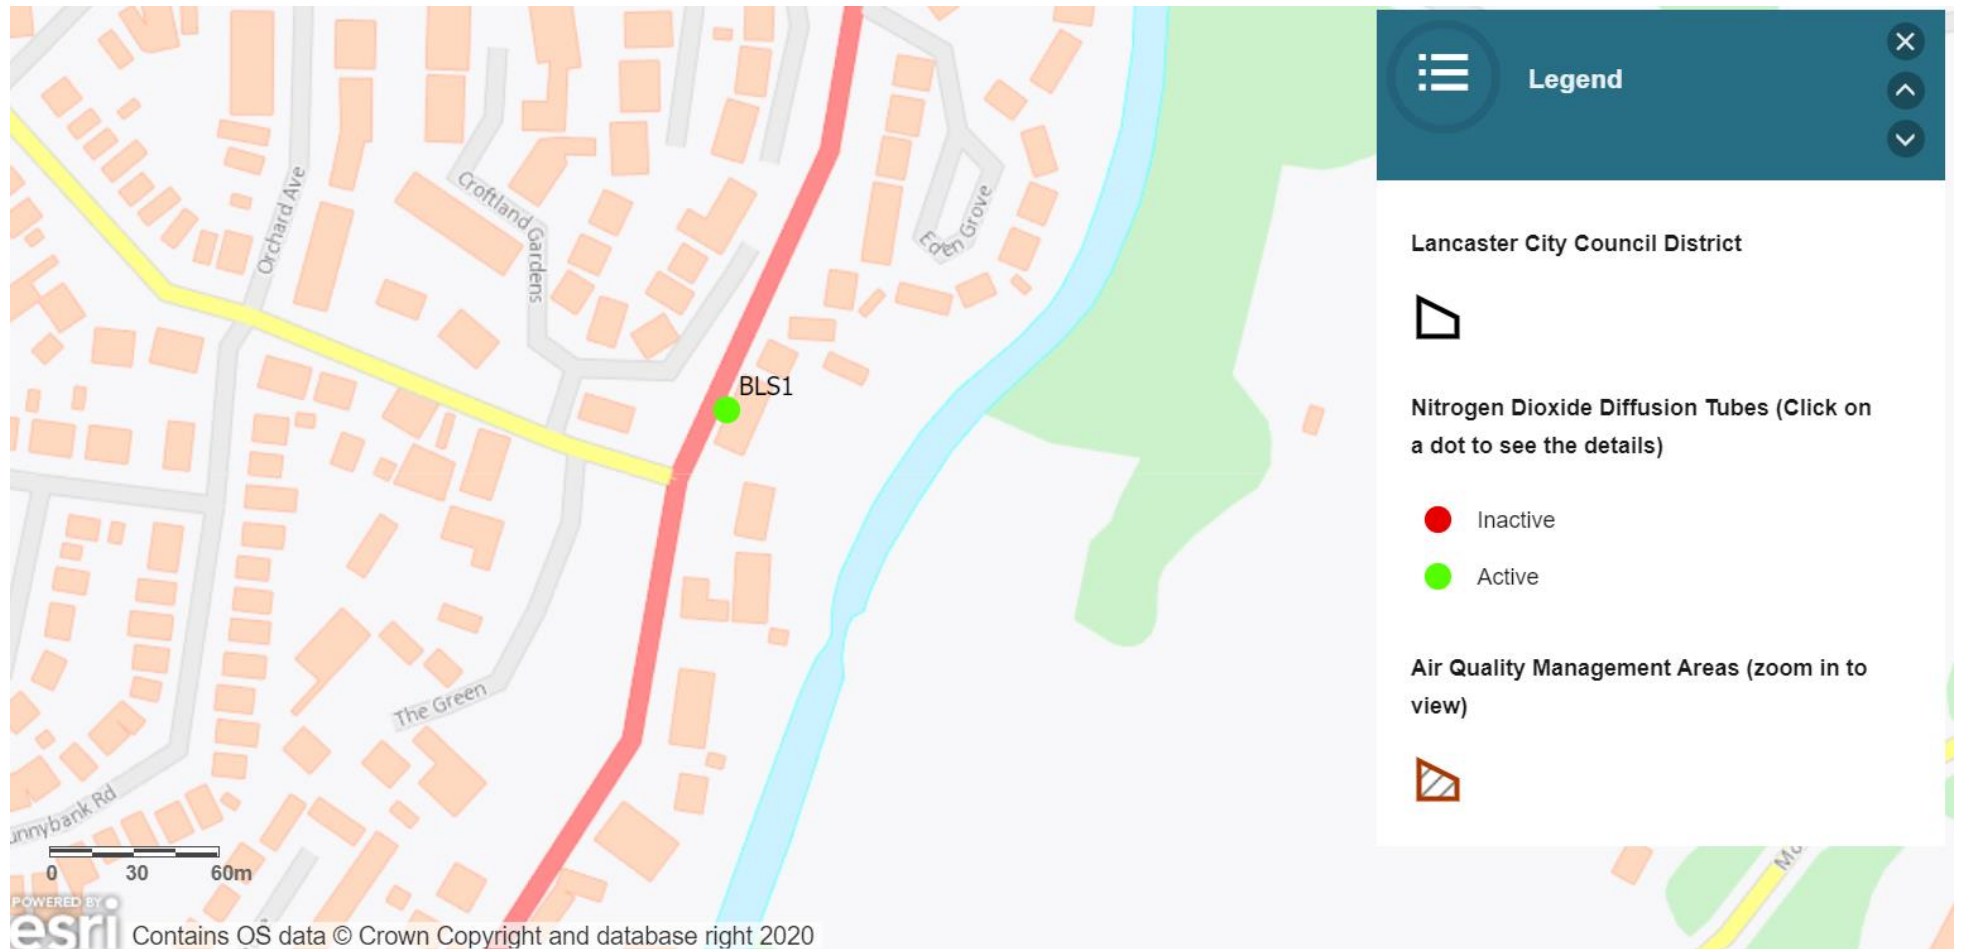 Legend
Lancaster City Council District
Nitrogen Dioxide Diffusion Tubes (Click on
a dot to see the details)
Inactive
Active
Air Quality Management Areas (zoom in to
view)
Orchard Ave
Croftland Gardens
Eden Grove
BLS1
The Green
unnybank Rd
0 30 60m
POWERED BY
esri
Contains OS data © Crown Copyright and database right 2020